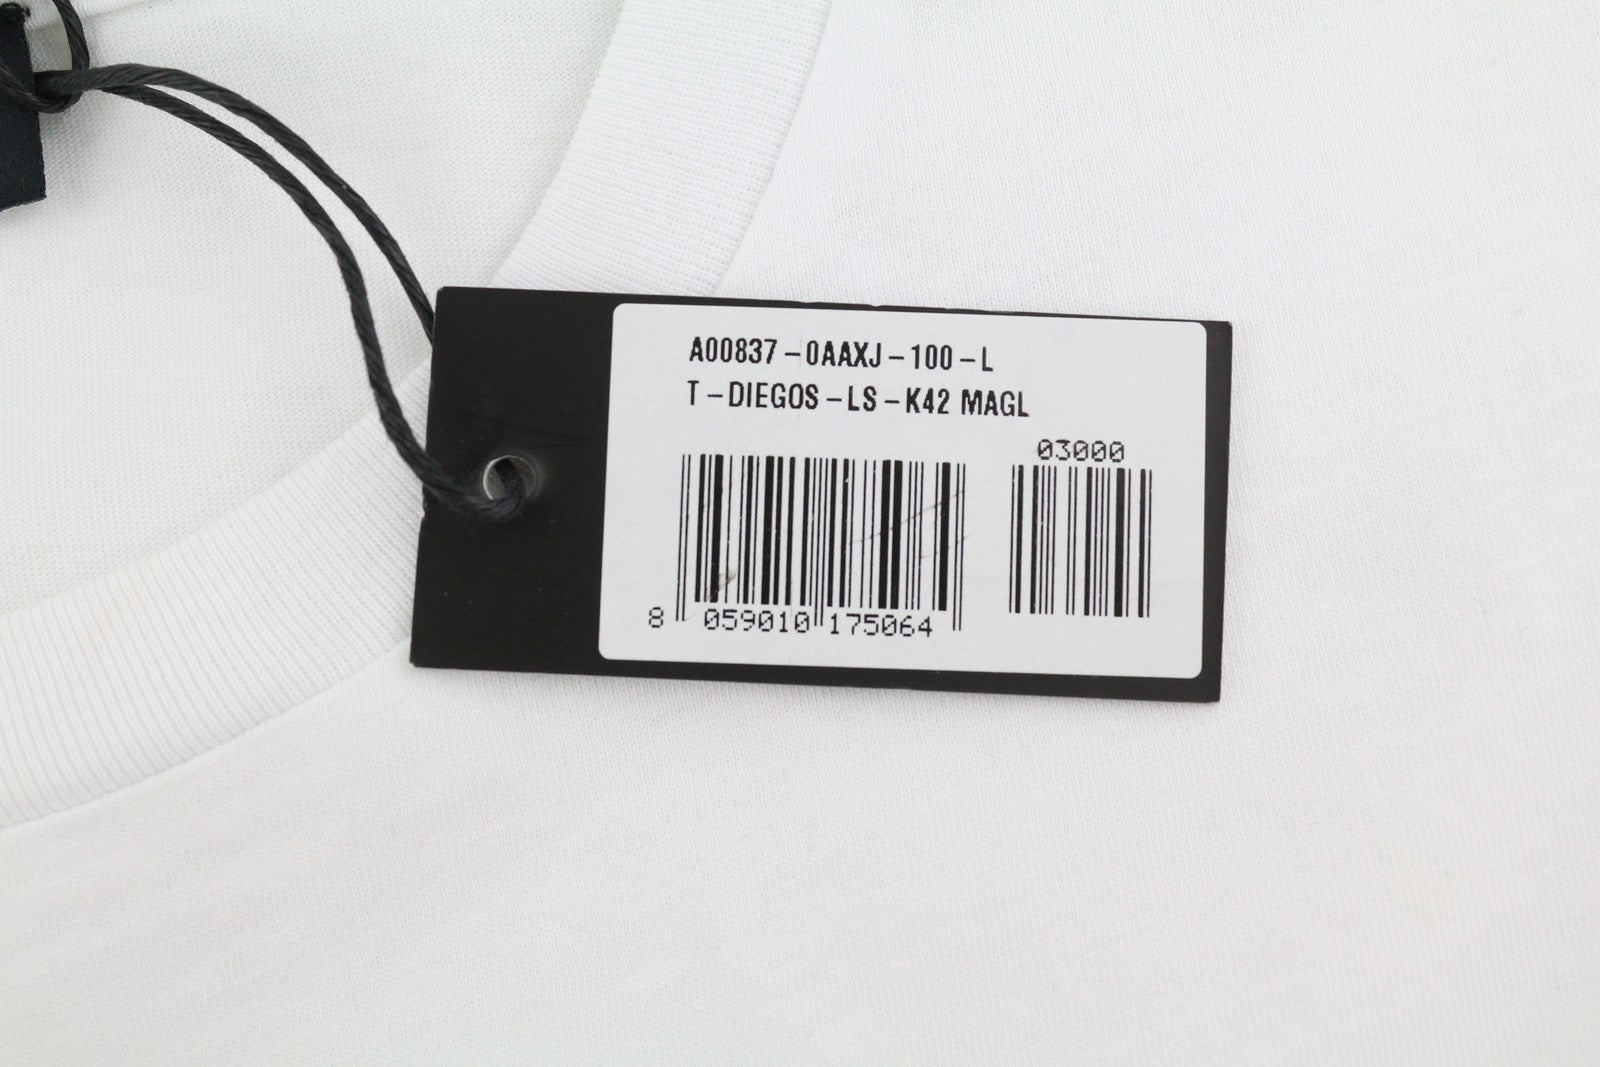 A00837-0AAXJ-100-L
T-DIEGOS-LS-K42 MAGL
03000
8 059010 175064